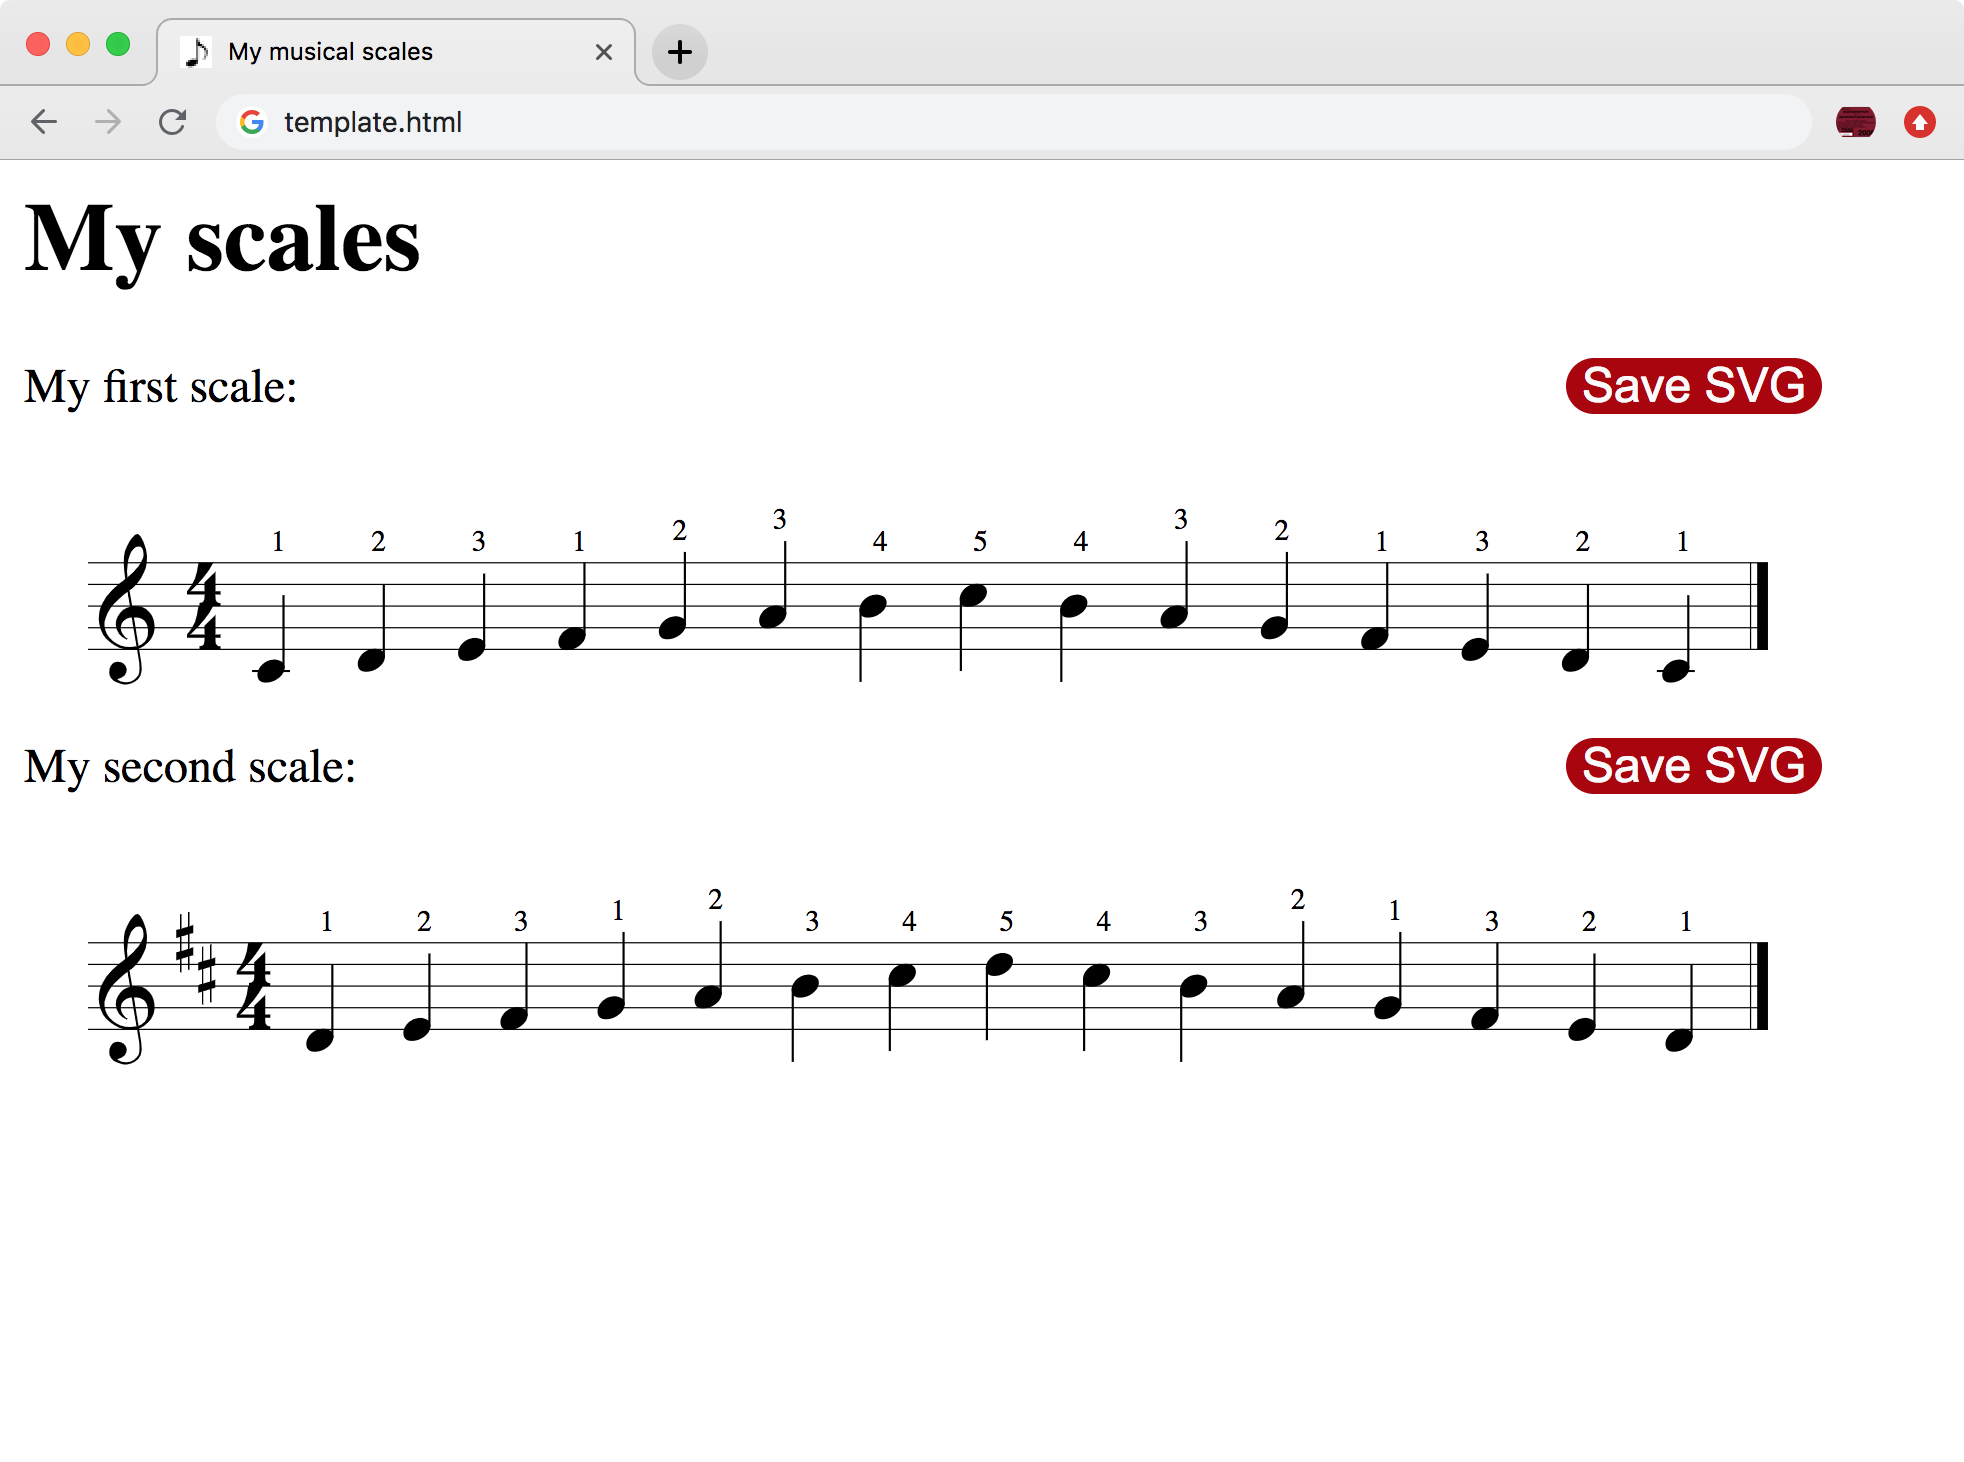 My musical scales
template.html
My scales
My first scale: Save SVG
1 2 3 1 2 3 4 5 4 3 2 1 3 2 1
4
4
My second scale: Save SVG
1 2 3 1 2 3 4 5 4 3 2 1 3 2 1
4
4